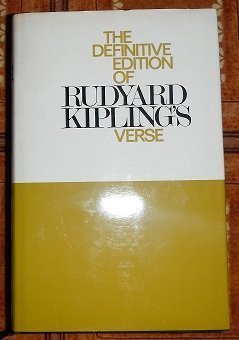 THE
DEFINITIVE
EDITION
OF
RUDYARD
KIPLING'S
VERSE